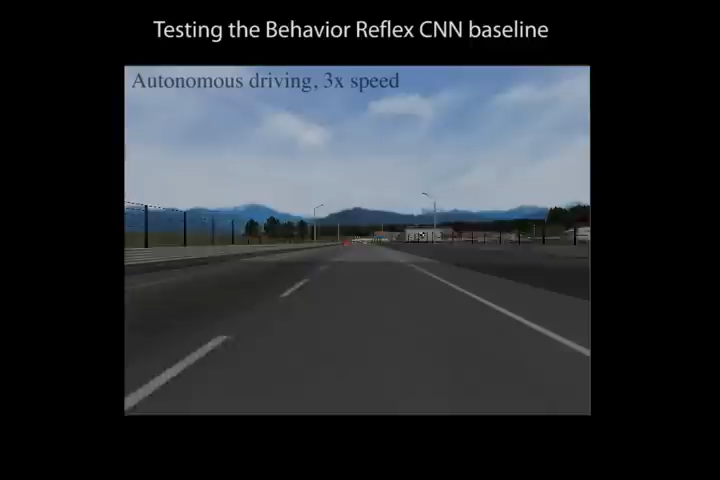 Testing the Behavior Reflex CNN baseline
Autonomous driving, 3x speed